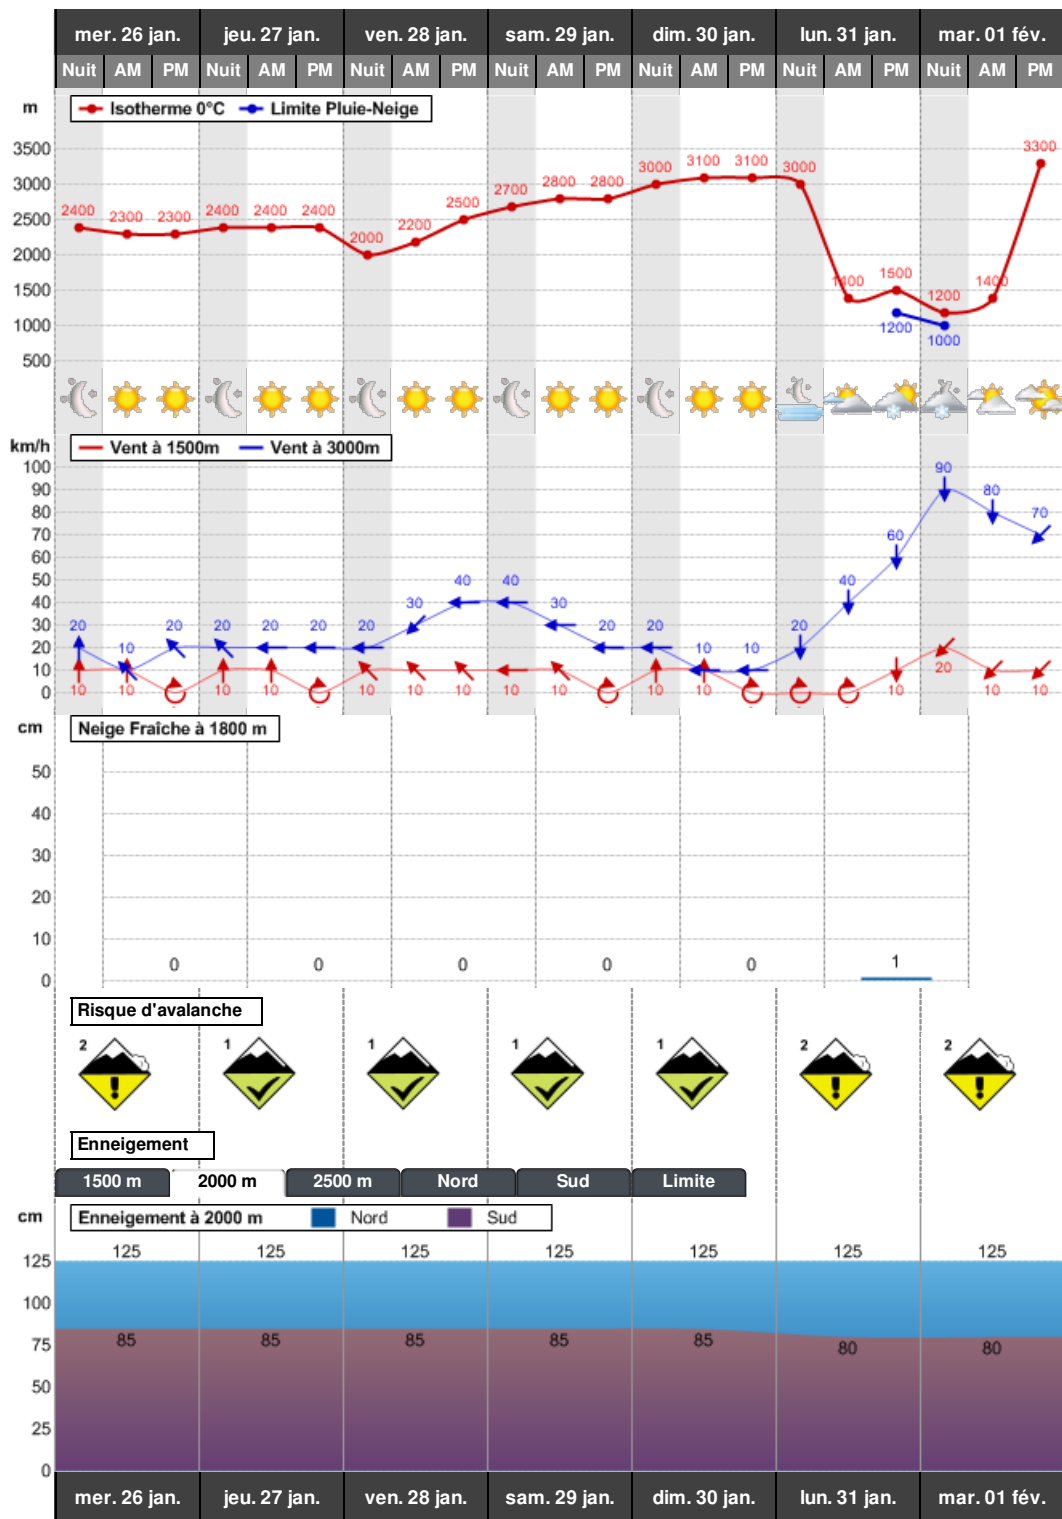 mer. 26 jan. jeu. 27 jan. ven. 28 jan. sam. 29 jan. dim. 30 jan. lun. 31 jan. mar. 01 fév.
Nuit AM PM Nuit AM PM Nuit AM PM Nuit AM PM Nuit AM PM Nuit AM PM Nuit AM PM
m
Isotherme 0°C Limite Pluie-Neige
3500
3000
2500
2000
1500
1000
500
2400 2300 2300 2400 2400 2400 2000 2200 2500 2700 2800 2800 3000 3100 3100 3000 1400 1500 1200 1400 3300
1200 1000
km/h
Vent à 1500m Vent à 3000m
100
90
80
70
60
50
40
30
20
10
0
20 10 20 20 20 20 20 30 40 40 30 20 20 10 10 20 40 60 90 80 70
10 10 10 10 10 10 10 10 10 10 10 10 20 10 10
cm
Neige Fraîche à 1800 m
50
40
30
20
10
0
0 0 0 0 0 1
Risque d'avalanche
2 1 1 1 1 2 2
Enneigement
1500 m 2000 m 2500 m Nord Sud Limite
cm
Enneigement à 2000 m Nord Sud
125 125 125 125 125 125 125
125
100
75
50
25
0
85 85 85 85 85 80 80
mer. 26 jan. jeu. 27 jan. ven. 28 jan. sam. 29 jan. dim. 30 jan. lun. 31 jan. mar. 01 fév.